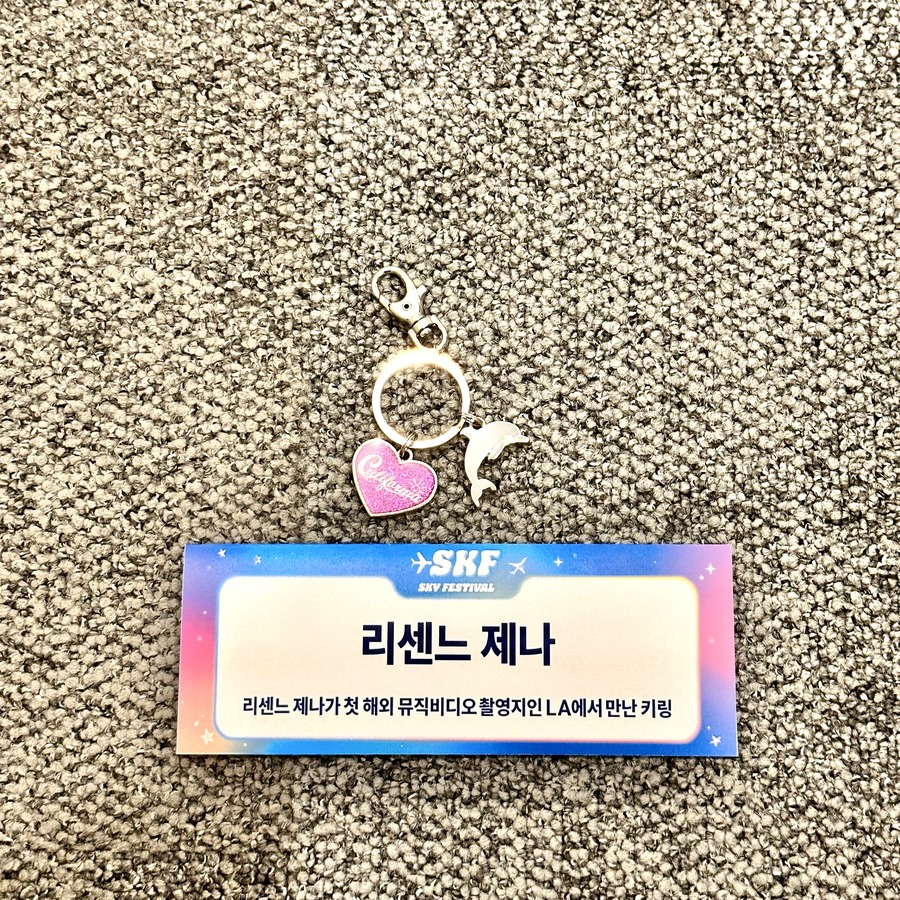 California
SKF
SKY FESTIVAL
리센느 제나
리센느 제나가 첫 해외 뮤직비디오 촬영지인 LA에서 만난 키링